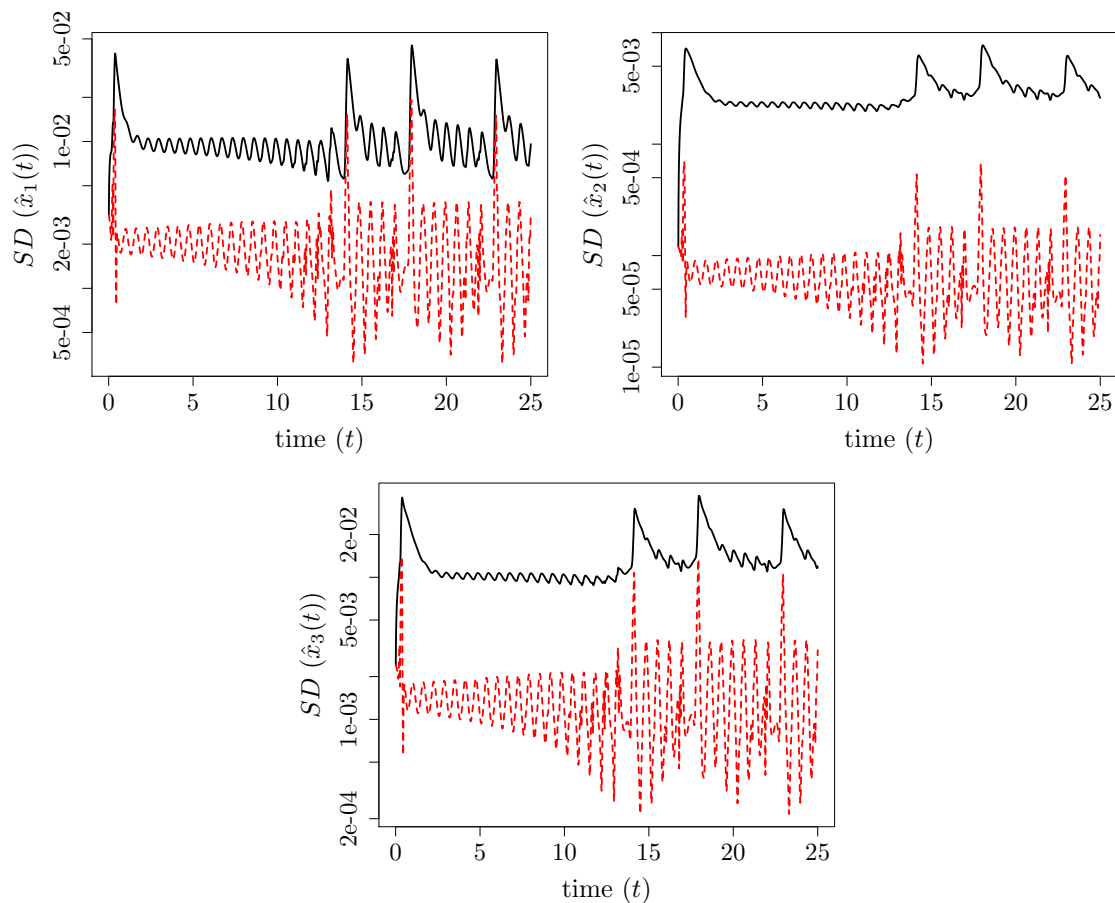 5e-02
1e-02
2e-03
5e-04
SD (x̂₁(t))
0 5 10 15 20 25
time (t)
5e-03
5e-04
5e-05
1e-05
SD (x̂₂(t))
0 5 10 15 20 25
time (t)
2e-02
5e-03
1e-03
2e-04
SD (x̂₃(t))
0 5 10 15 20 25
time (t)